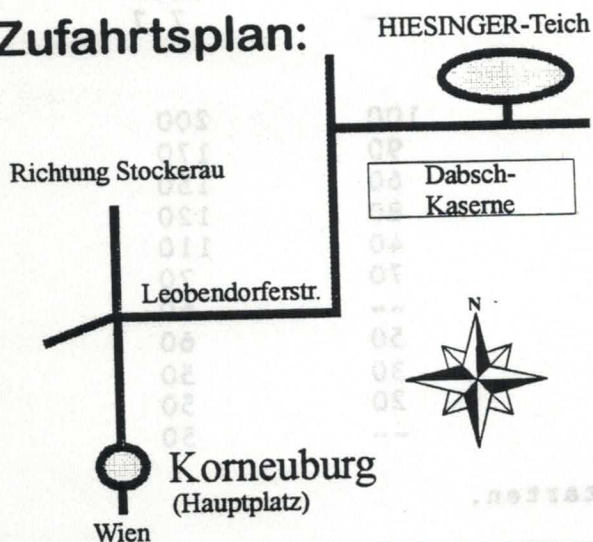 Zufahrtsplan:
HIESINGER-Teich
Richtung Stockerau
Dabsch-
Kaserne
Leobendorferstr.
N
Korneuburg
(Hauptplatz)
Wien